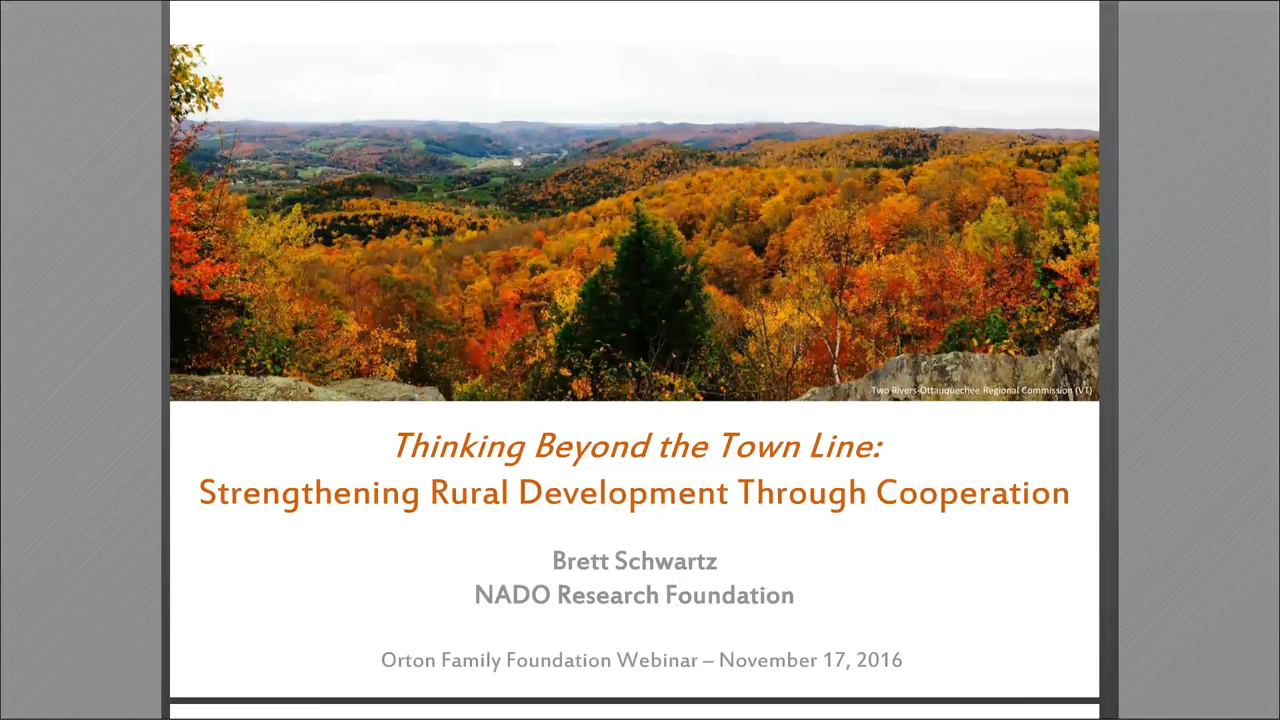 Two Rivers-Ottauquechee Regional Commission (VT)
Thinking Beyond the Town Line:
Strengthening Rural Development Through Cooperation
Brett Schwartz
NADO Research Foundation
Orton Family Foundation Webinar – November 17, 2016